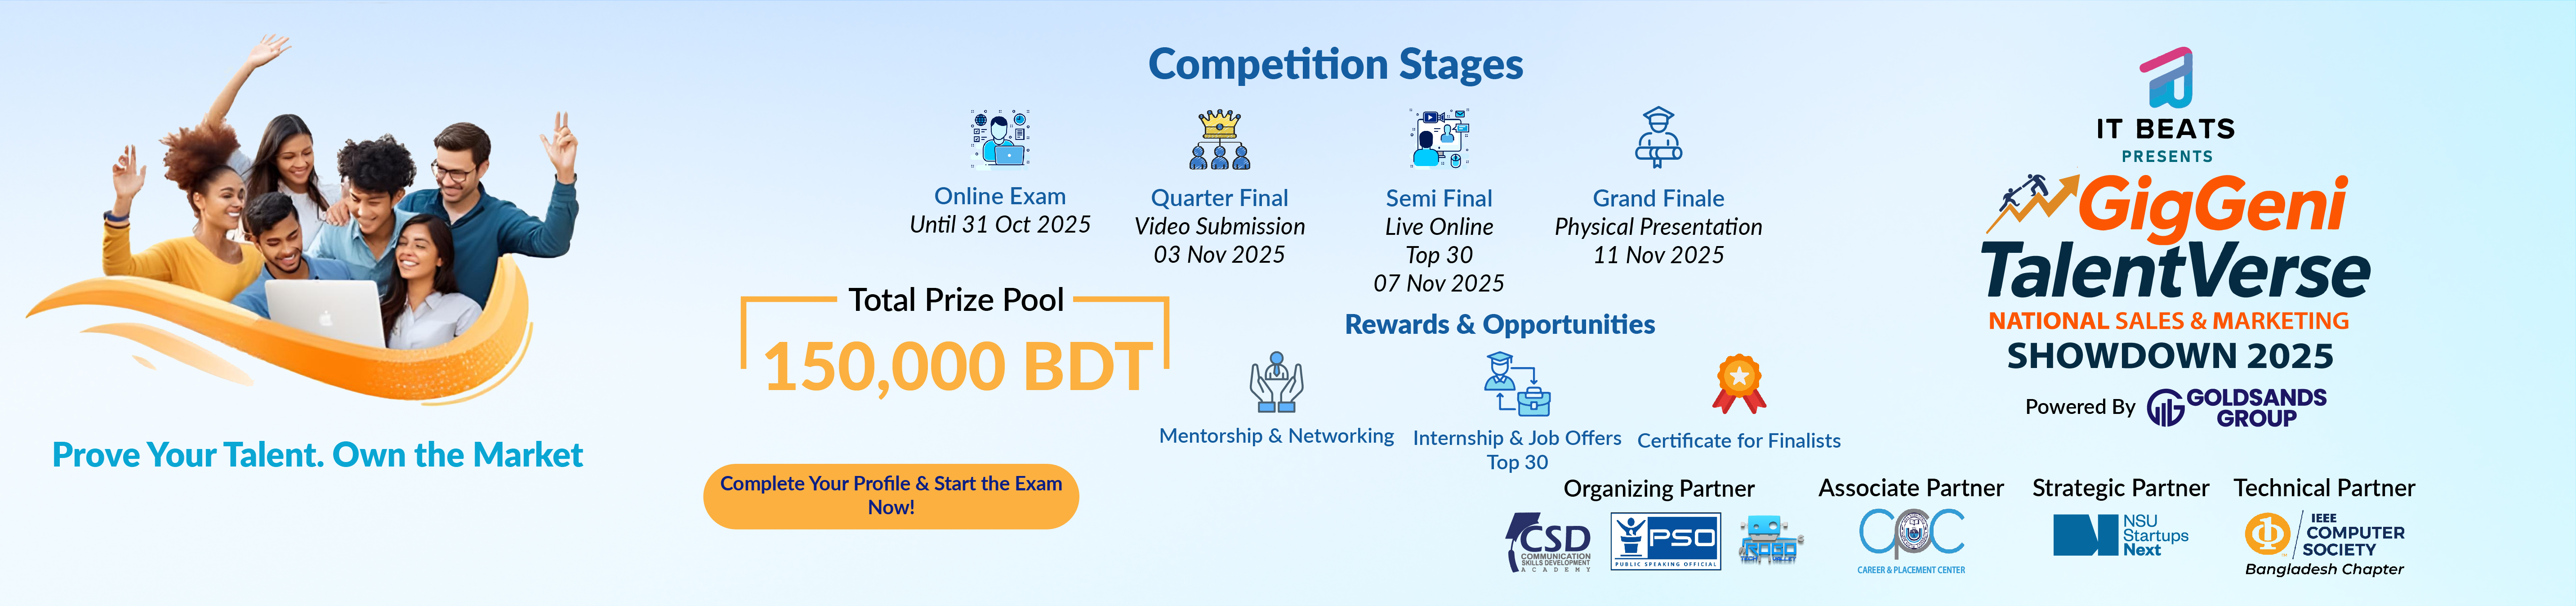 Prove Your Talent. Own the Market
Competition Stages
Online Exam
Until 31 Oct 2025
Quarter Final
Video Submission
03 Nov 2025
Semi Final
Live Online
Top 30
07 Nov 2025
Grand Finale
Physical Presentation
11 Nov 2025
Total Prize Pool
150,000 BDT
Complete Your Profile & Start the Exam
Now!
Rewards & Opportunities
Mentorship & Networking
Internship & Job Offers
Top 30
Certificate for Finalists
IT BEATS
PRESENTS
GigGeni
TalentVerse
NATIONAL SALES & MARKETING
SHOWDOWN 2025
Powered By
GOLDSANDS
GROUP
Organizing Partner
CSD
COMMUNICATION
SKILLS DEVELOPMENT
ACADEMY
PSO
PUBLIC SPEAKING OFFICIAL
ROBO
Associate Partner
CPC
CAREER & PLACEMENT CENTER
Strategic Partner
NSU
Startups
Next
Technical Partner
IEEE
COMPUTER
SOCIETY
Bangladesh Chapter